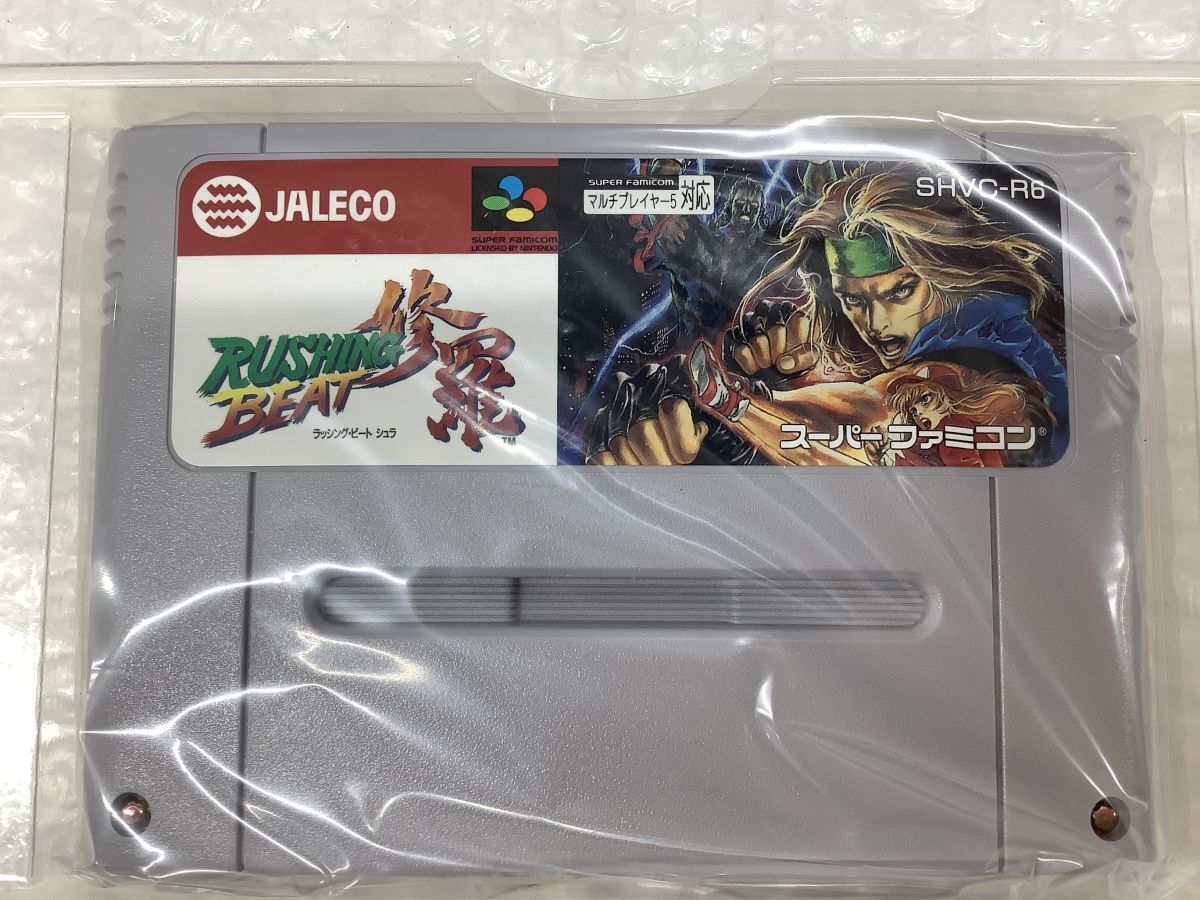 JALECO
SUPER FAMICOM
LICENSED BY NINTENDO
SUPER FAMICOM
マルチプレイヤー5 対応
SHVC-R6
RUSHING
BEAT
修羅
TM
ラッシング・ビート シュラ
スーパーファミコン®